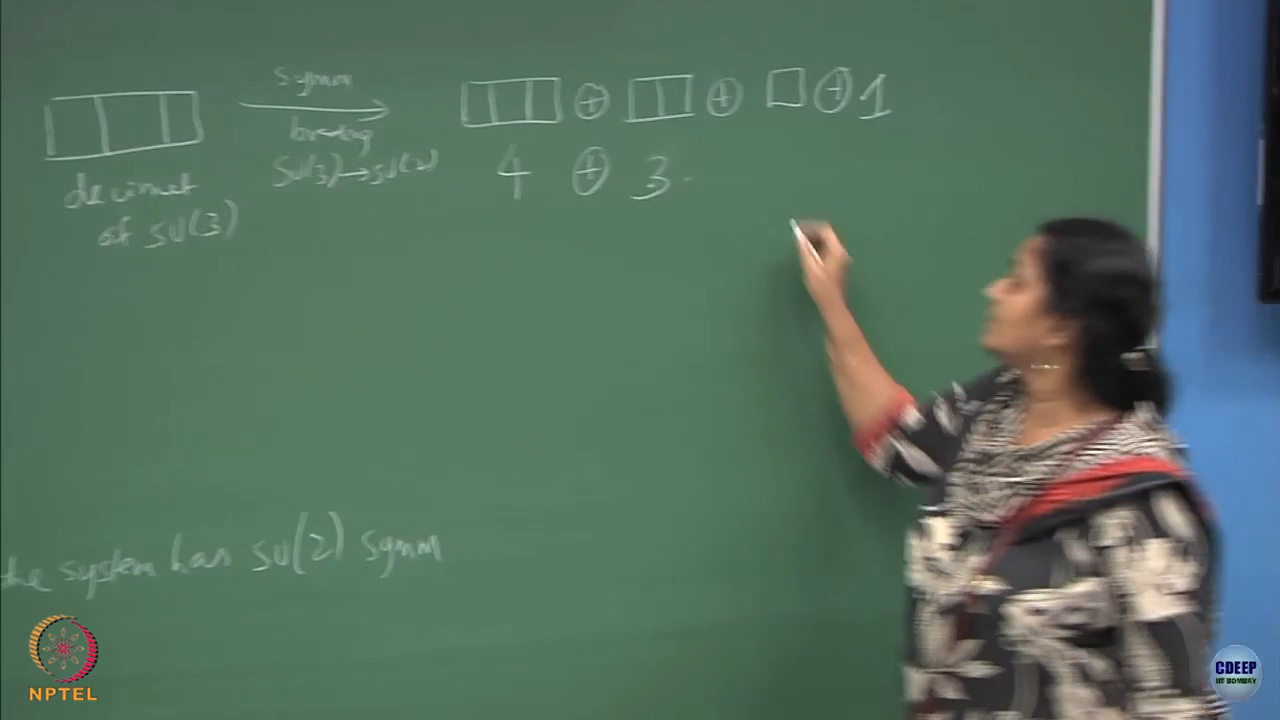 symm
⊕ ⊕ ⊕ 1
breaking
SU(3)→SU(2)
4 ⊕ 3
decimet
of SU(3)
the system has SU(2) symm
NPTEL
CDEEP
IIT BOMBAY